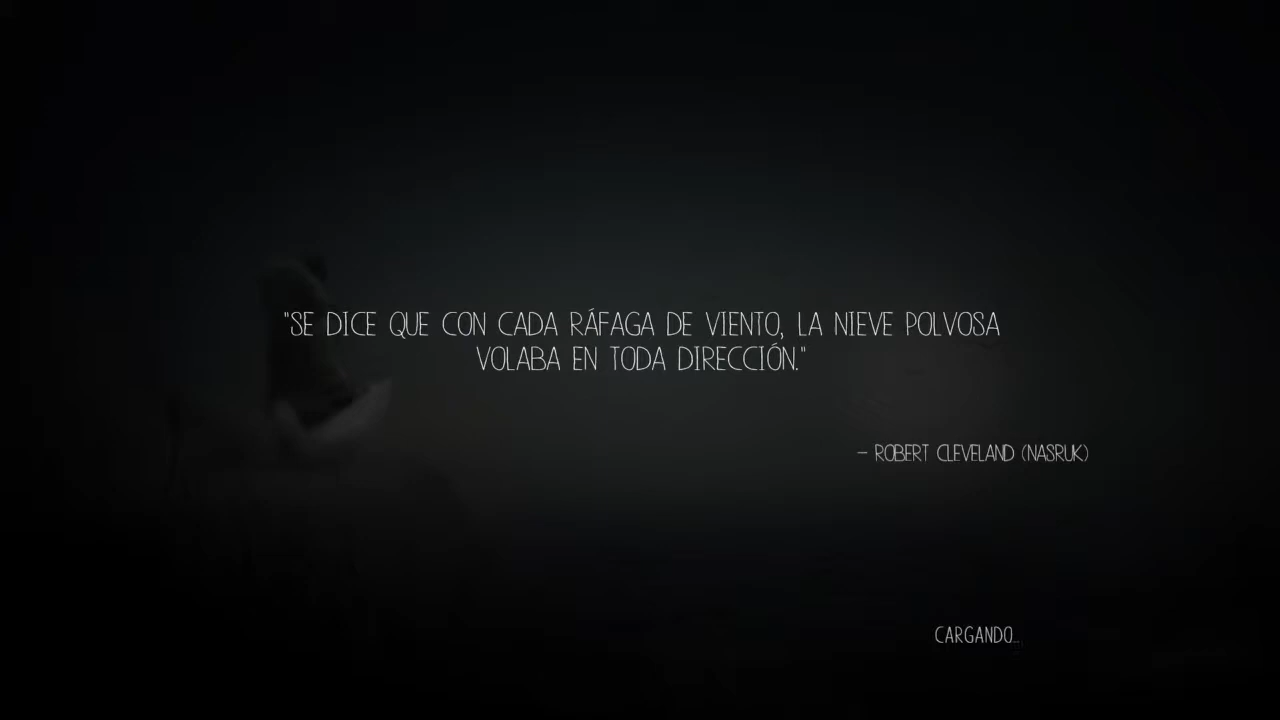 "SE DICE QUE CON CADA RÁFAGA DE VIENTO, LA NIEVE POLVOSA
VOLABA EN TODA DIRECCIÓN."
– ROBERT CLEVELAND (NASRUK)
CARGANDO...